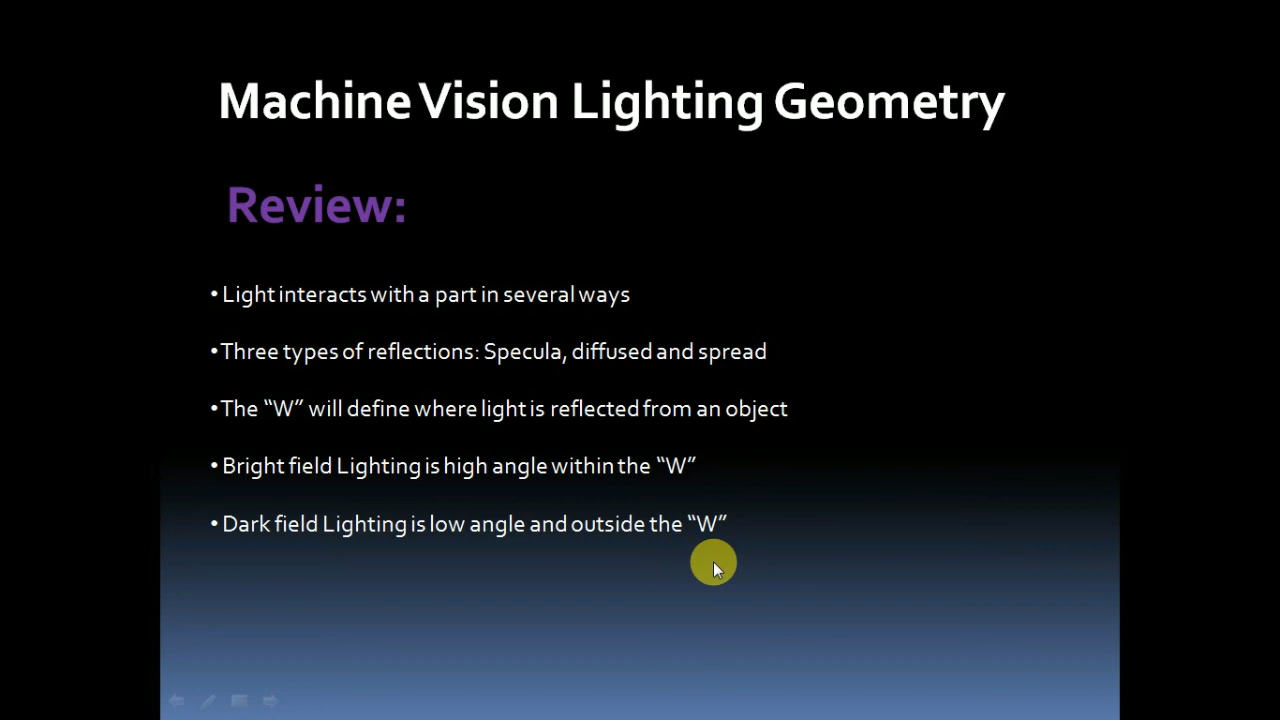 Machine Vision Lighting Geometry
Review:
• Light interacts with a part in several ways
• Three types of reflections: Specula, diffused and spread
• The “W” will define where light is reflected from an object
• Bright field Lighting is high angle within the “W”
• Dark field Lighting is low angle and outside the “W”